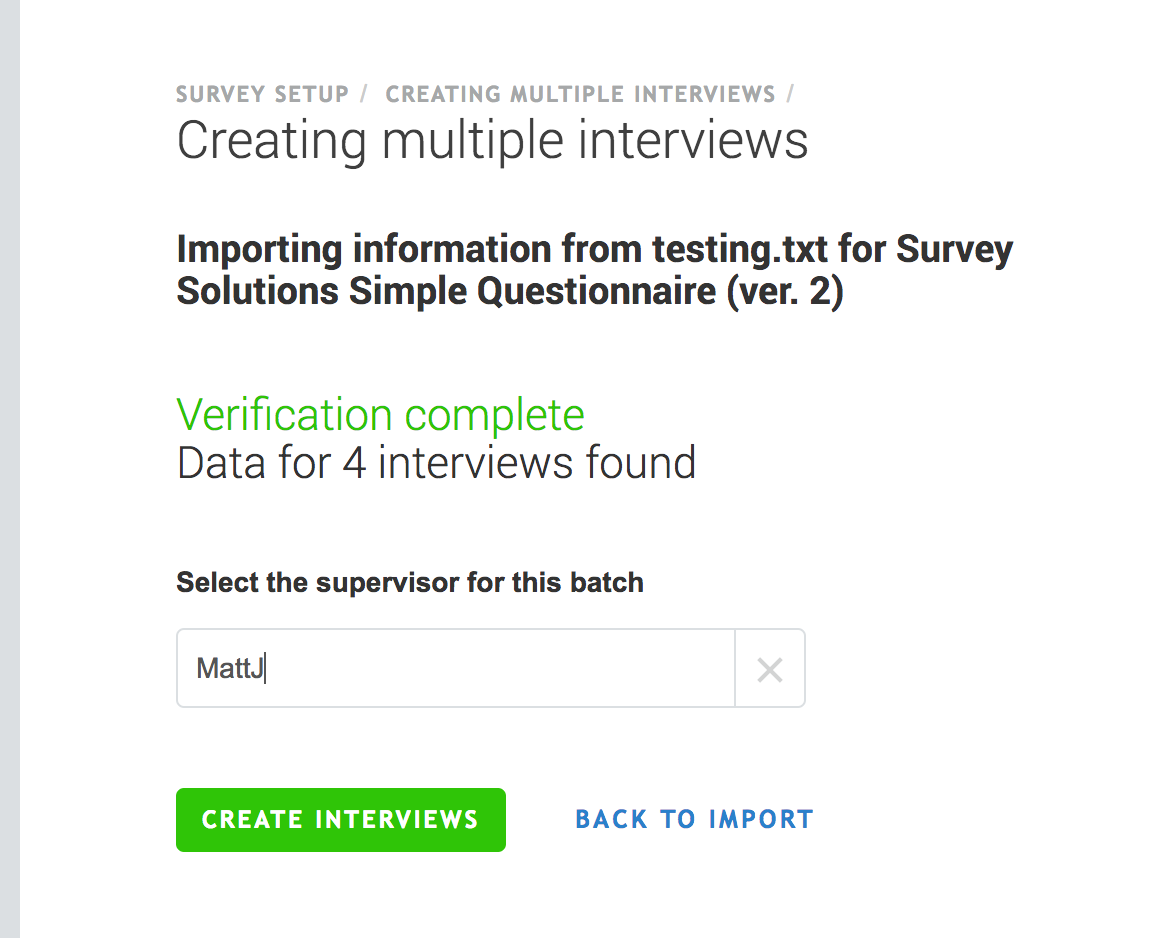 SURVEY SETUP / CREATING MULTIPLE INTERVIEWS /
Creating multiple interviews
Importing information from testing.txt for Survey
Solutions Simple Questionnaire (ver. 2)
Verification complete
Data for 4 interviews found
Select the supervisor for this batch
MattJ
CREATE INTERVIEWS BACK TO IMPORT